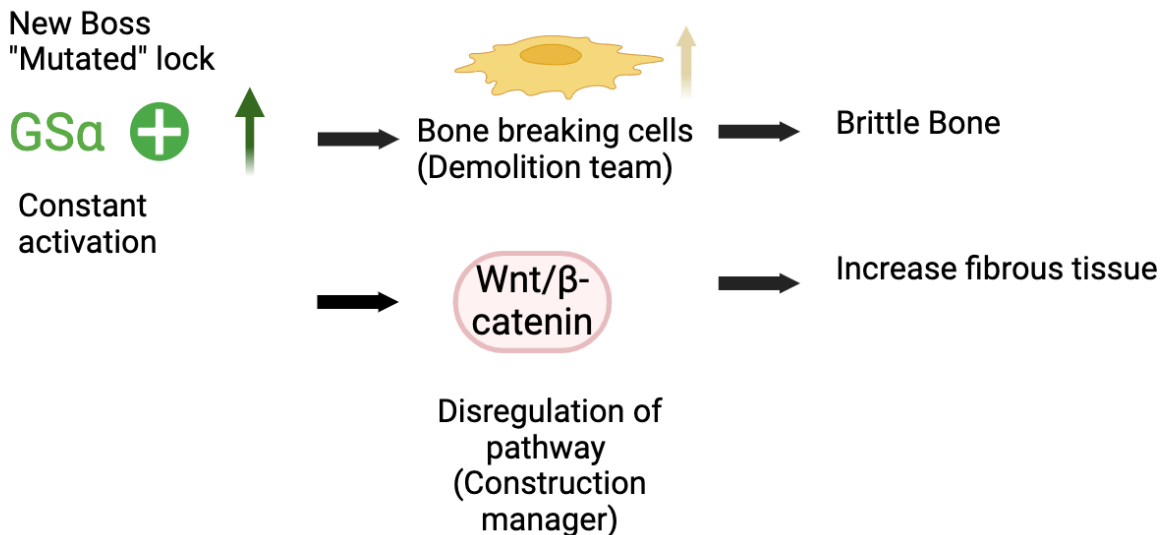 New Boss
"Mutated" lock
GSα
Constant
activation
Bone breaking cells
(Demolition team)
Brittle Bone
Wnt/β-
catenin
Increase fibrous tissue
Disregulation of
pathway
(Construction
manager)